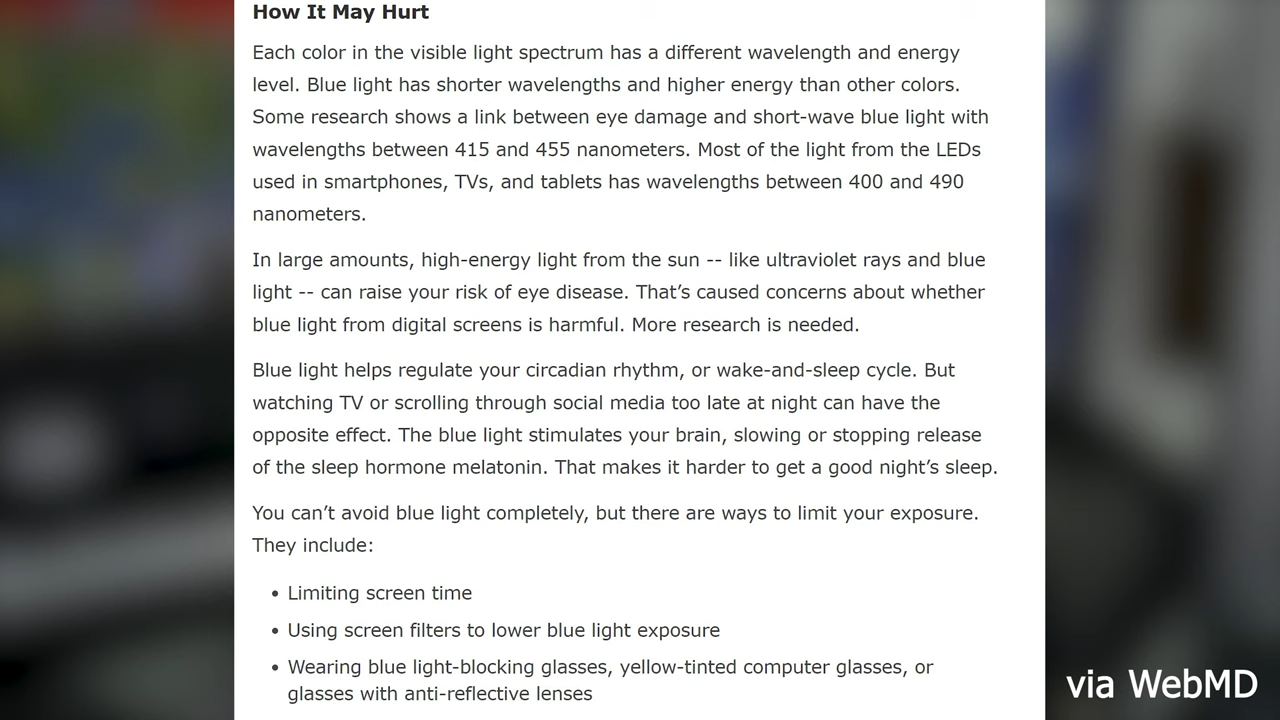 How It May Hurt
Each color in the visible light spectrum has a different wavelength and energy
level. Blue light has shorter wavelengths and higher energy than other colors.
Some research shows a link between eye damage and short-wave blue light with
wavelengths between 415 and 455 nanometers. Most of the light from the LEDs
used in smartphones, TVs, and tablets has wavelengths between 400 and 490
nanometers.
In large amounts, high-energy light from the sun -- like ultraviolet rays and blue
light -- can raise your risk of eye disease. That’s caused concerns about whether
blue light from digital screens is harmful. More research is needed.
Blue light helps regulate your circadian rhythm, or wake-and-sleep cycle. But
watching TV or scrolling through social media too late at night can have the
opposite effect. The blue light stimulates your brain, slowing or stopping release
of the sleep hormone melatonin. That makes it harder to get a good night’s sleep.
You can’t avoid blue light completely, but there are ways to limit your exposure.
They include:
• Limiting screen time
• Using screen filters to lower blue light exposure
• Wearing blue light-blocking glasses, yellow-tinted computer glasses, or
glasses with anti-reflective lenses
via WebMD